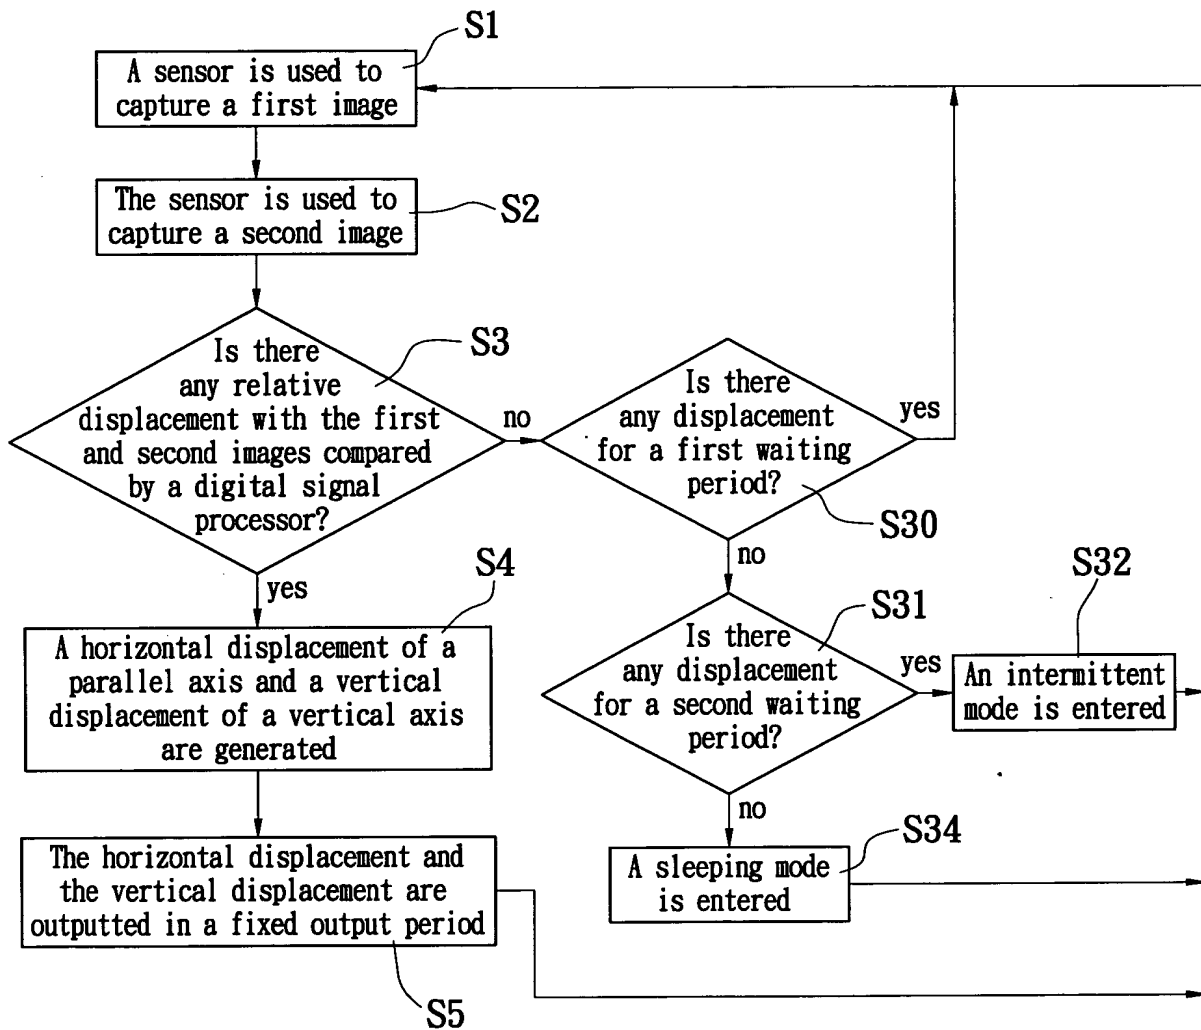 S1
A sensor is used to
capture a first image
The sensor is used to
capture a second image
S2
S3
Is there
any relative
displacement with the first
and second images compared
by a digital signal
processor?
no
yes
Is there
any displacement
for a first waiting
period?
yes
S30
no
S4
A horizontal displacement of a
parallel axis and a vertical
displacement of a vertical axis
are generated
S31
Is there
any displacement
for a second waiting
period?
yes
no
S32
An intermittent
mode is entered
The horizontal displacement and
the vertical displacement are
outputted in a fixed output period
S5
S34
A sleeping mode
is entered